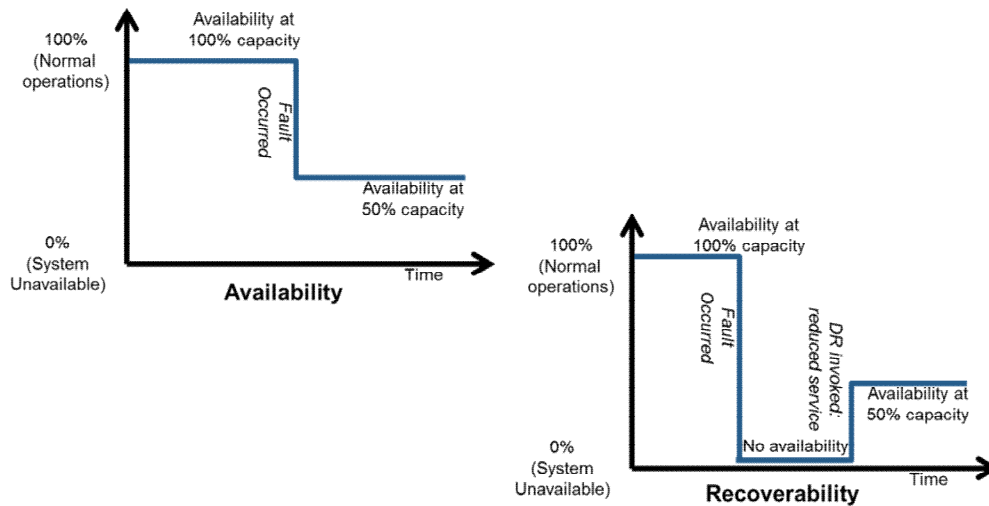 Availability at
100% capacity
100%
(Normal
operations)
Fault
Occurred
Availability at
50% capacity
0%
(System
Unavailable)
Time
Availability
Availability at
100% capacity
100%
(Normal
operations)
Fault
Occurred
DR invoked:
reduced service
Availability at
50% capacity
No availability
0%
(System
Unavailable)
Time
Recoverability